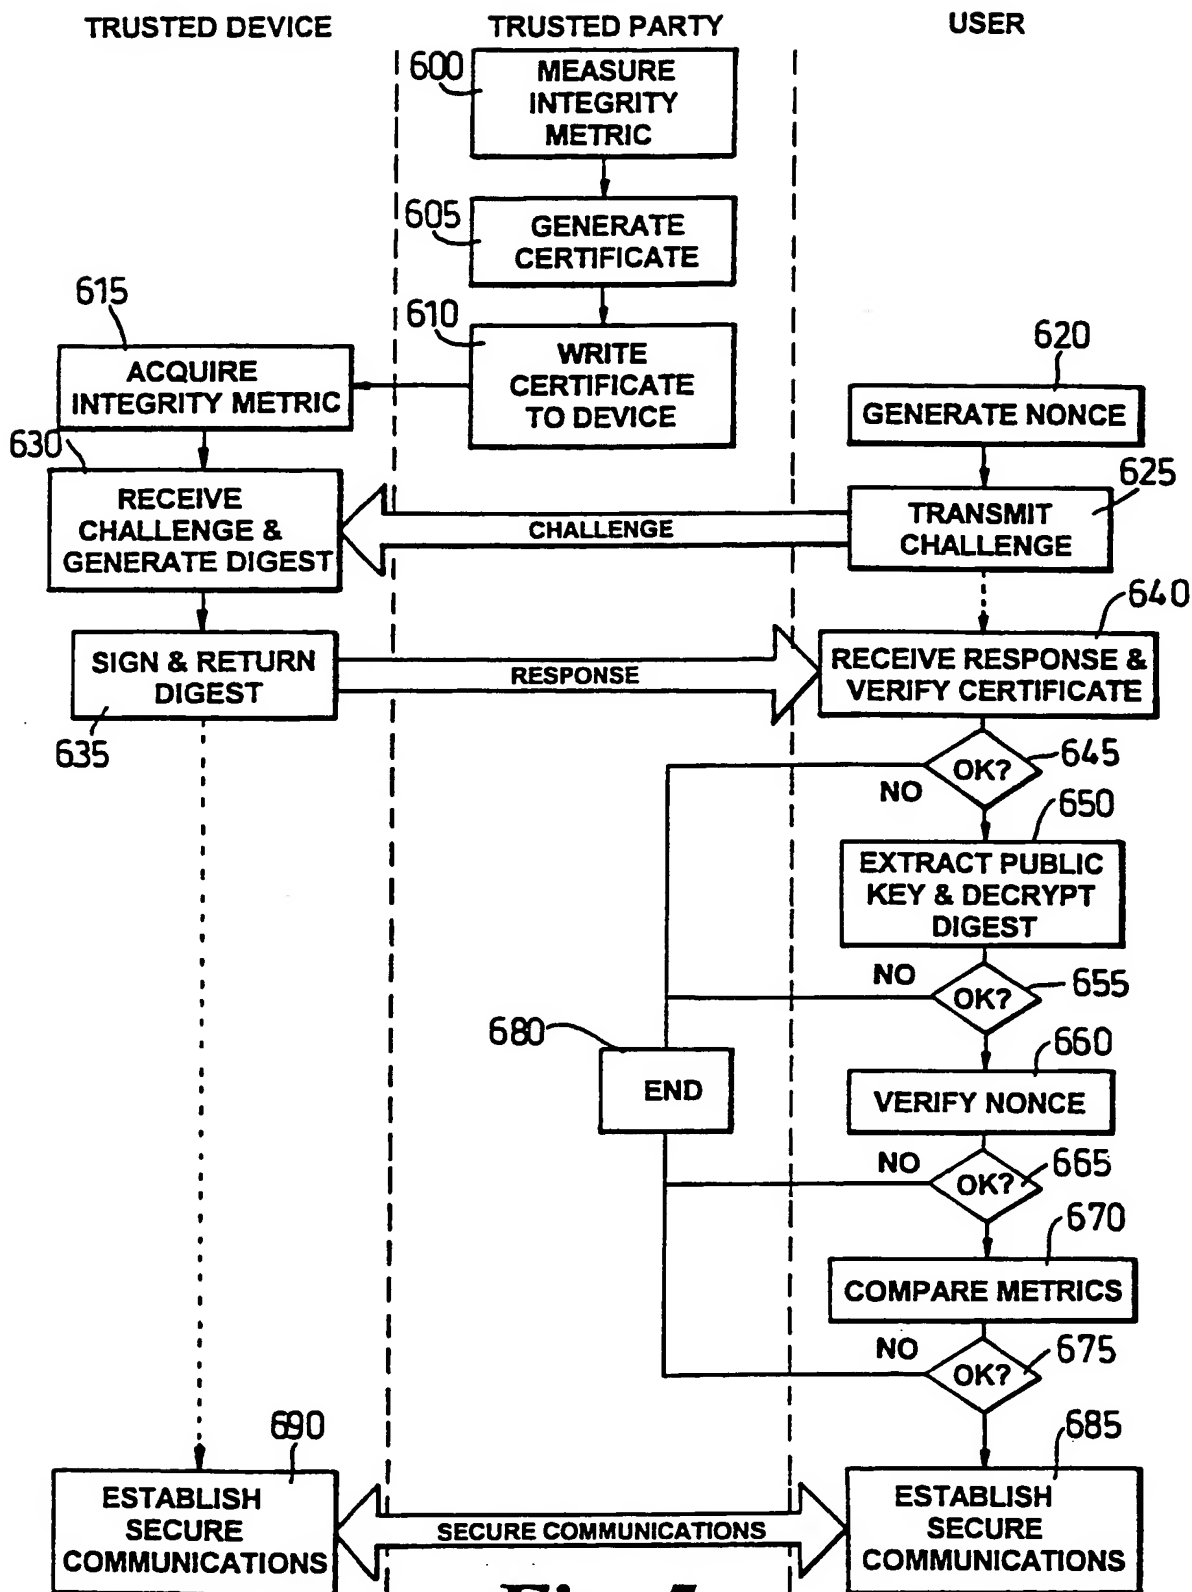 TRUSTED DEVICE
TRUSTED PARTY
USER
600
MEASURE
INTEGRITY
METRIC
605
GENERATE
CERTIFICATE
610
WRITE
CERTIFICATE
TO DEVICE
615
ACQUIRE
INTEGRITY METRIC
620
GENERATE NONCE
630
RECEIVE
CHALLENGE &
GENERATE DIGEST
CHALLENGE
625
TRANSMIT
CHALLENGE
SIGN & RETURN
DIGEST
635
RESPONSE
640
RECEIVE RESPONSE &
VERIFY CERTIFICATE
OK?
645
NO
650
EXTRACT PUBLIC
KEY & DECRYPT
DIGEST
NO
OK?
655
680
END
660
VERIFY NONCE
NO
OK?
665
670
COMPARE METRICS
NO
OK?
675
690
ESTABLISH
SECURE
COMMUNICATIONS
SECURE COMMUNICATIONS
685
ESTABLISH
SECURE
COMMUNICATIONS